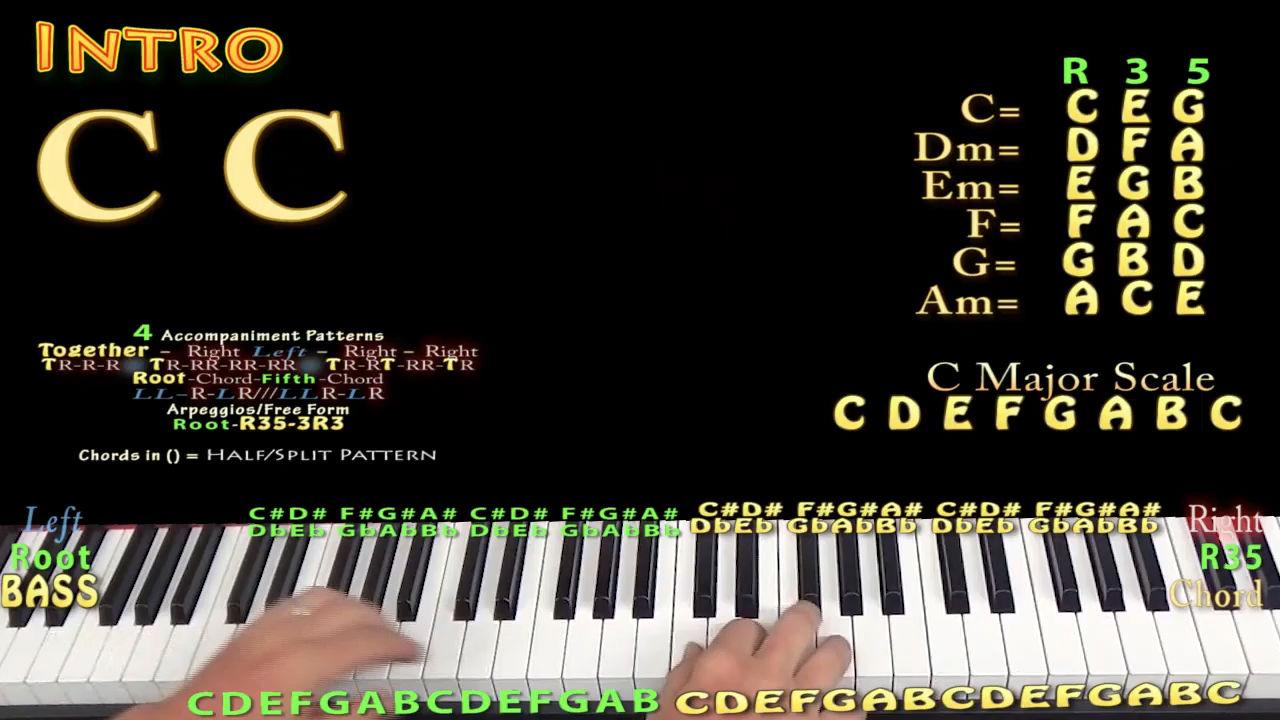 INTRO
C C
R 3 5
C= C E G
Dm= D F A
Em= E G B
F= F A C
G= G B D
Am= A C E
4 Accompaniment Patterns
Together - Right Left - Right - Right
TR-R-R TR-RR-RR-RR TR-RT-RR-TR
Root-Chord-Fifth-Chord
LL-R-LR///LLR-LR
Arpeggios/Free Form
Root-R35-3R3
Chords in () = HALF/SPLIT PATTERN
C Major Scale
C D E F G A B C
C#D# F#G#A# C#D# F#G#A# C#D# F#G#A# C#D# F#G#A#
DbEb GbAbBb DbEb GbAbBb DbEb GbAbBb DbEb GbAbBb
Left
Root
BASS
Right
R35
Chord
CDEFGABCDEFGAB CDEFGABCDEFGABC